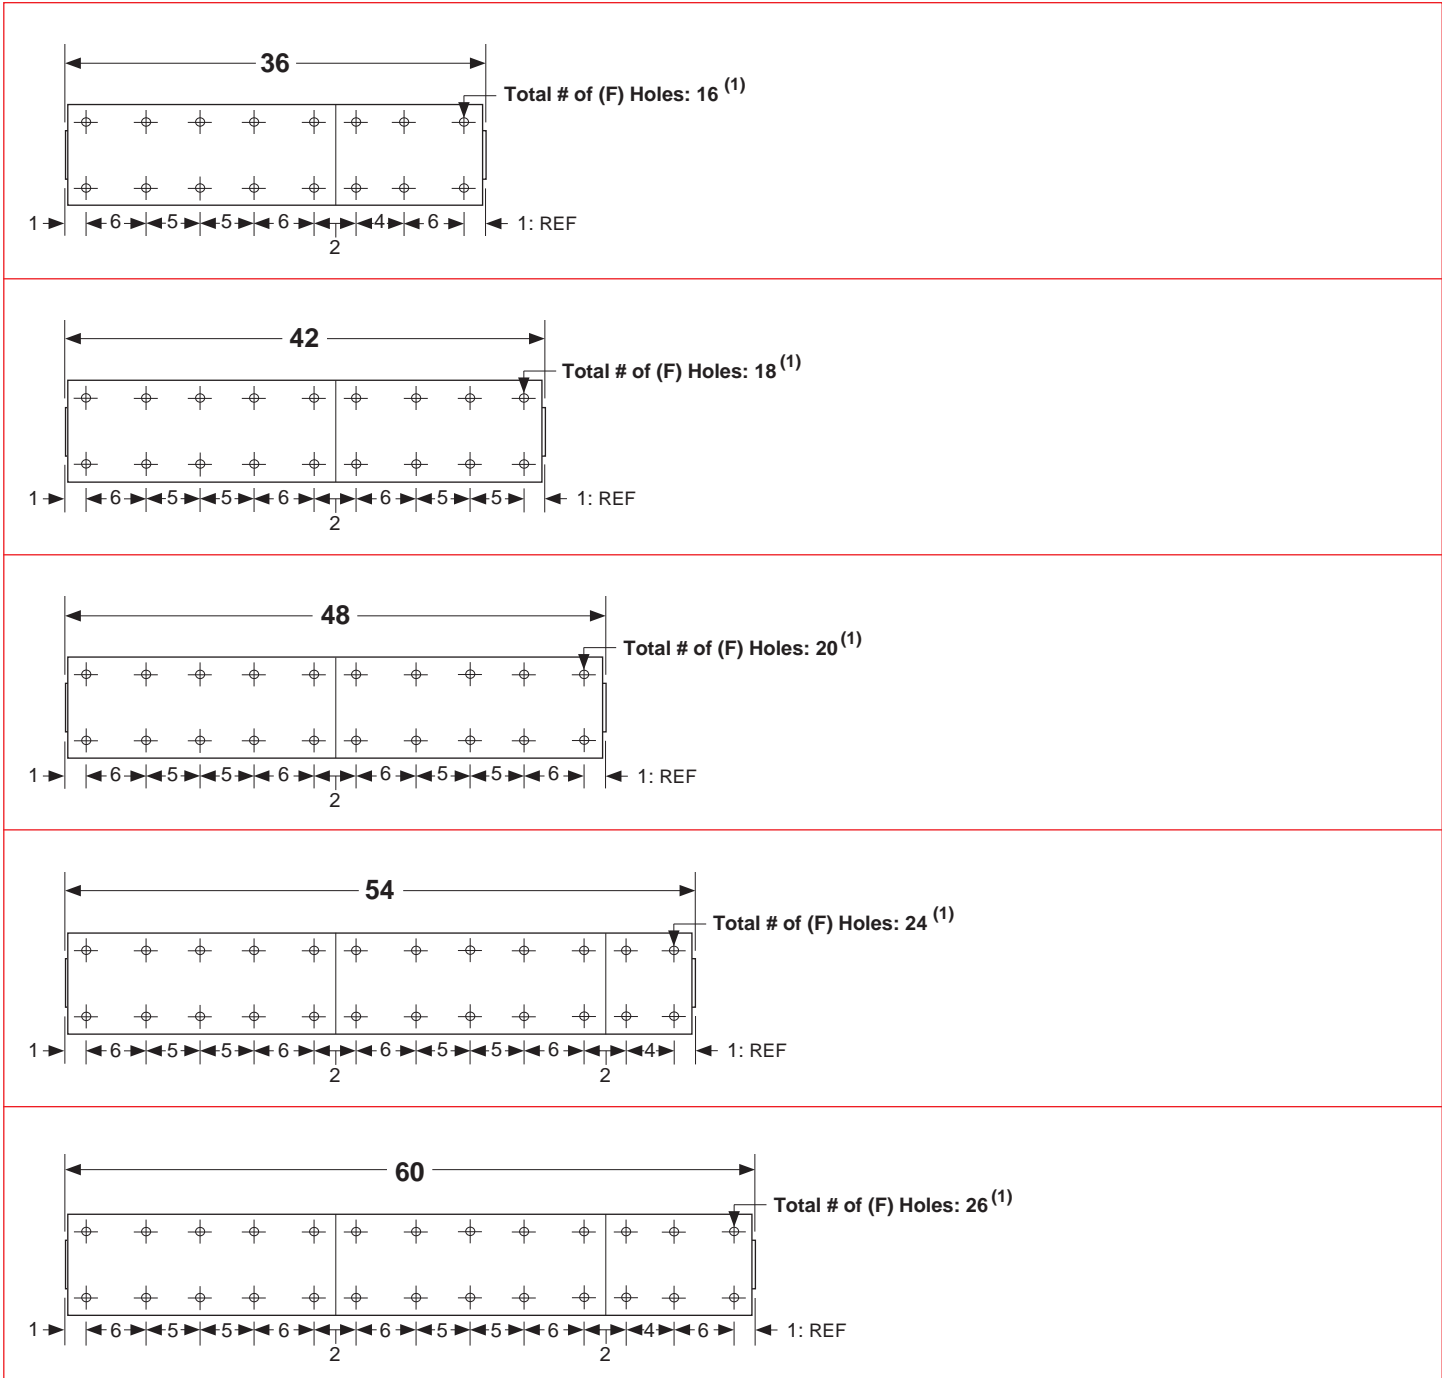 36
Total # of (F) Holes: 16 (1)
1 6 5 5 6 4 6 1: REF
2
42
Total # of (F) Holes: 18 (1)
1 6 5 5 6 6 5 5 1: REF
2
48
Total # of (F) Holes: 20 (1)
1 6 5 5 6 6 5 5 6 1: REF
2
54
Total # of (F) Holes: 24 (1)
1 6 5 5 6 6 5 5 6 4 1: REF
2 2
60
Total # of (F) Holes: 26 (1)
1 6 5 5 6 6 5 5 6 4 6 1: REF
2 2